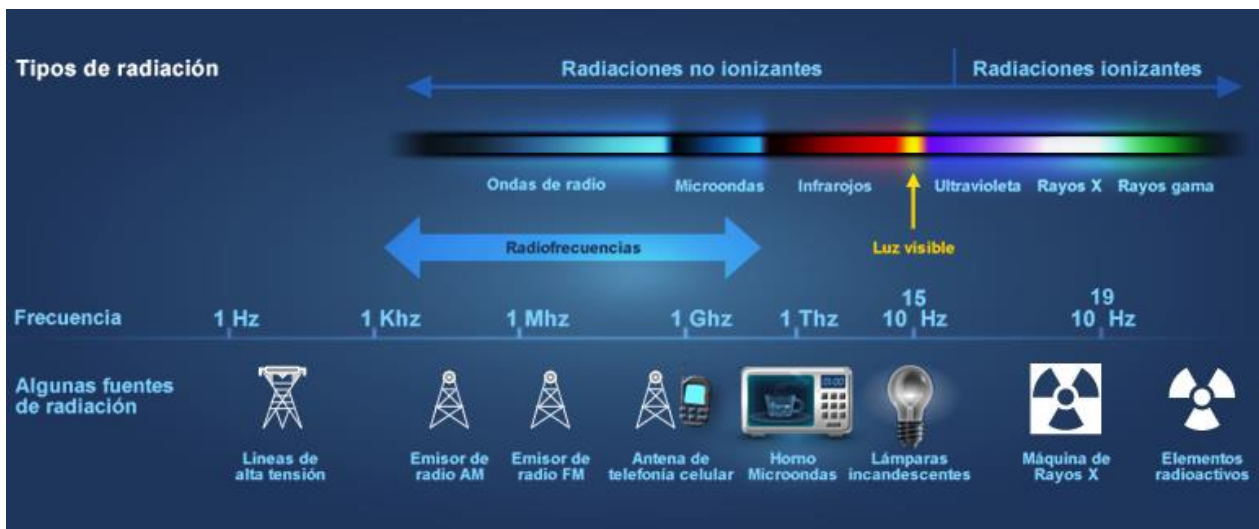 Tipos de radiación
Radiaciones no ionizantes
Radiaciones ionizantes
Ondas de radio
Microondas
Infrarojos
Ultravioleta
Rayos X
Rayos gama
Radiofrecuencias
Luz visible
Frecuencia
1 Hz
1 Khz
1 Mhz
1 Ghz
1 Thz
15
10 Hz
19
10 Hz
Algunas fuentes
de radiación
01:00
Lineas de
alta tensión
Emisor de
radio AM
Emisor de
radio FM
Antena de
telefonía celular
Horno
Microondas
Lámparas
incandescentes
Máquina de
Rayos X
Elementos
radioactivos